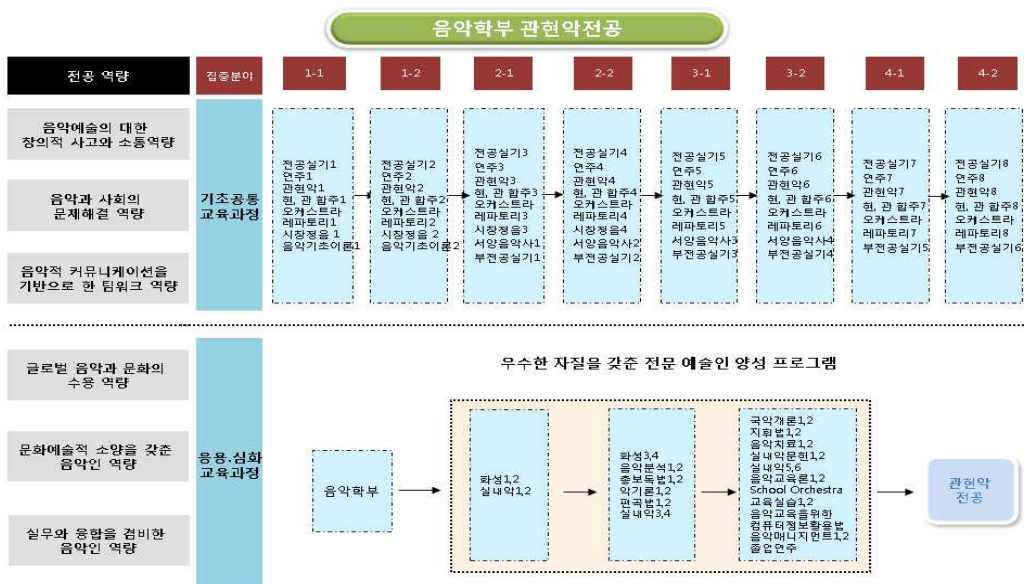 음악학부 관현악전공
전공 역량
집중분야
1-1
1-2
2-1
2-2
3-1
3-2
4-1
4-2
음악예술의 대한
창의적 사고와 소통역량
음악과 사회의
문제해결 역량
음악적 커뮤니케이션을
기반으로 한 팀워크 역량
기초공통
교육과정
전공실기1
연주1
관현악1
현, 관 합주1
오케스트라
레파토리1
시창청음 1
음악기초이론1
전공실기2
연주2
관현악2
현, 관 합주2
오케스트라
레파토리2
시창청음 2
음악기초이론2
전공실기3
연주3
관현악3
현, 관 합주3
오케스트라
레파토리3
시창청음3
서양음악사1
부전공실기1
전공실기4
연주4
관현악4
현, 관 합주4
오케스트라
레파토리4
시창청음4
서양음악사2
부전공실기2
전공실기5
연주5
관현악5
현, 관 합주5
오케스트라
레파토리5
서양음악사3
부전공실기3
전공실기6
연주6
관현악6
현, 관 합주6
오케스트라
레파토리6
서양음악사4
부전공실기4
전공실기7
연주7
관현악7
현, 관 합주7
오케스트라
레파토리7
부전공실기5
전공실기8
연주8
관현악8
현, 관 합주8
오케스트라
레파토리8
부전공실기6
글로벌 음악과 문화의
수용 역량
문화예술적 소양을 갖춘
음악인 역량
실무와 융합을 겸비한
음악인 역량
응용.심화
교육과정
우수한 자질을 갖춘 전문 예술인 양성 프로그램
음악학부
화성1,2
실내악1,2
화성3,4
음악분석1,2
총보독법1,2
악기론1,2
편곡법1,2
실내악3,4
국악개론1,2
지휘법1,2
음악치료1,2
실내악문헌1,2
실내악5,6
음악교육론1,2
School Orchestra
교육실습1,2
음악교육을위한
컴퓨터정보활용법
음악매니지먼트1,2
졸업연주
관현악
전공